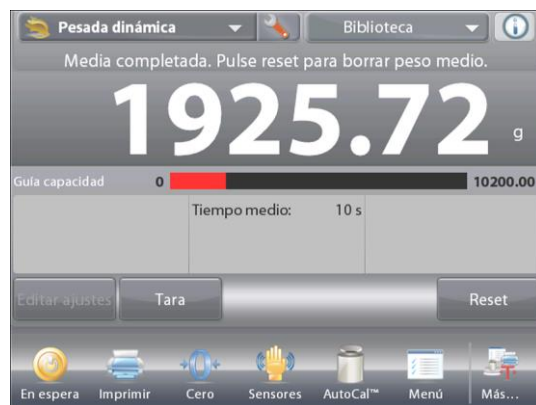 Pesada dinámica
Biblioteca
Media completada. Pulse reset para borrar peso medio.
1925.72 g
Guía capacidad 0 10200.00
Tiempo medio: 10 s
Editar ajustes Tara Reset
En espera Imprimir Cero Sensores AutoCal™ Menú Más...